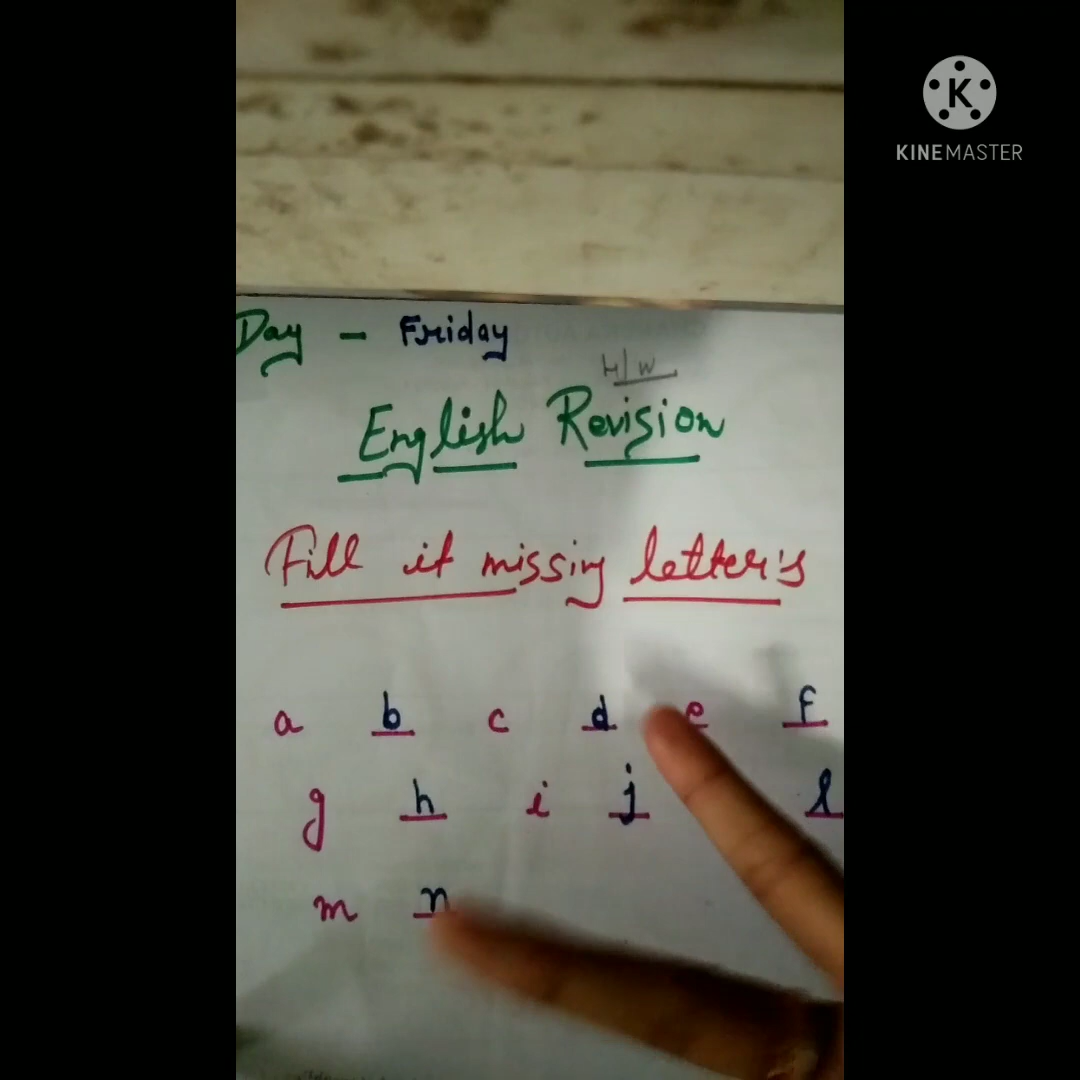 KINEMASTER
Day - Friday
H/W
English Revision
Fill it missing letter's
a b c d e f
g h i j l
m n